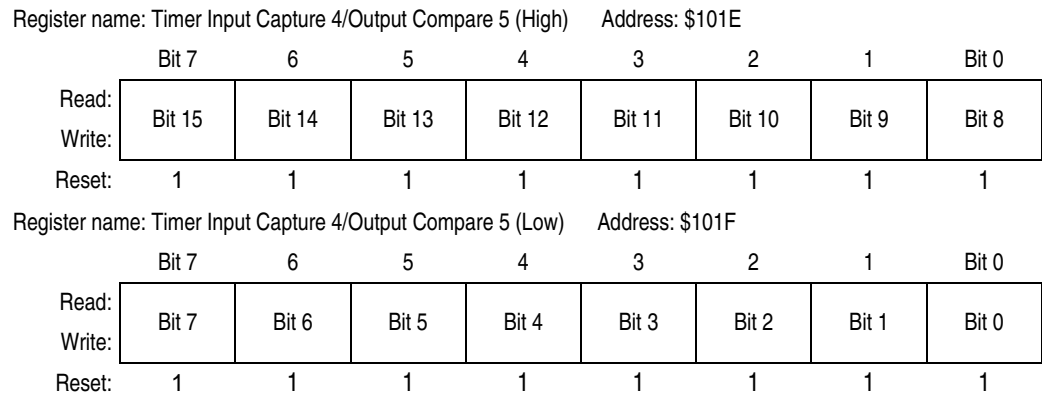 Register name: Timer Input Capture 4/Output Compare 5 (High) Address: $101E
Bit 7 6 5 4 3 2 1 Bit 0
Read:
Bit 15 Bit 14 Bit 13 Bit 12 Bit 11 Bit 10 Bit 9 Bit 8
Write:
Reset: 1 1 1 1 1 1 1 1
Register name: Timer Input Capture 4/Output Compare 5 (Low) Address: $101F
Bit 7 6 5 4 3 2 1 Bit 0
Read:
Bit 7 Bit 6 Bit 5 Bit 4 Bit 3 Bit 2 Bit 1 Bit 0
Write:
Reset: 1 1 1 1 1 1 1 1